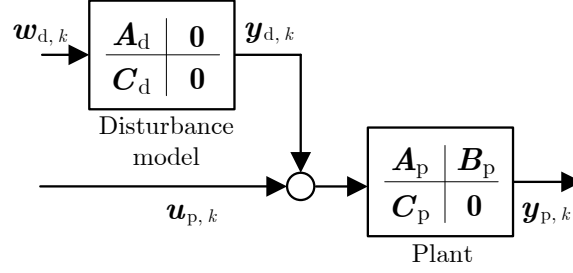 w_{d, k}
A_d 0
C_d 0
y_{d, k}
Disturbance
model
u_{p, k}
A_p B_p
C_p 0
y_{p, k}
Plant